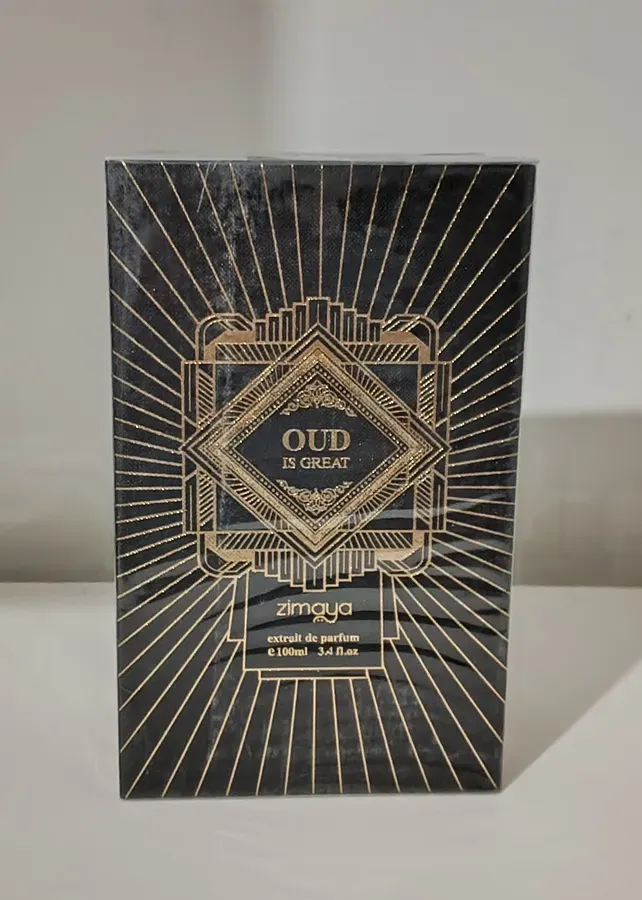 OUD
IS GREAT
zimaya
extrait de parfum
e 100ml 3.4 fl.oz